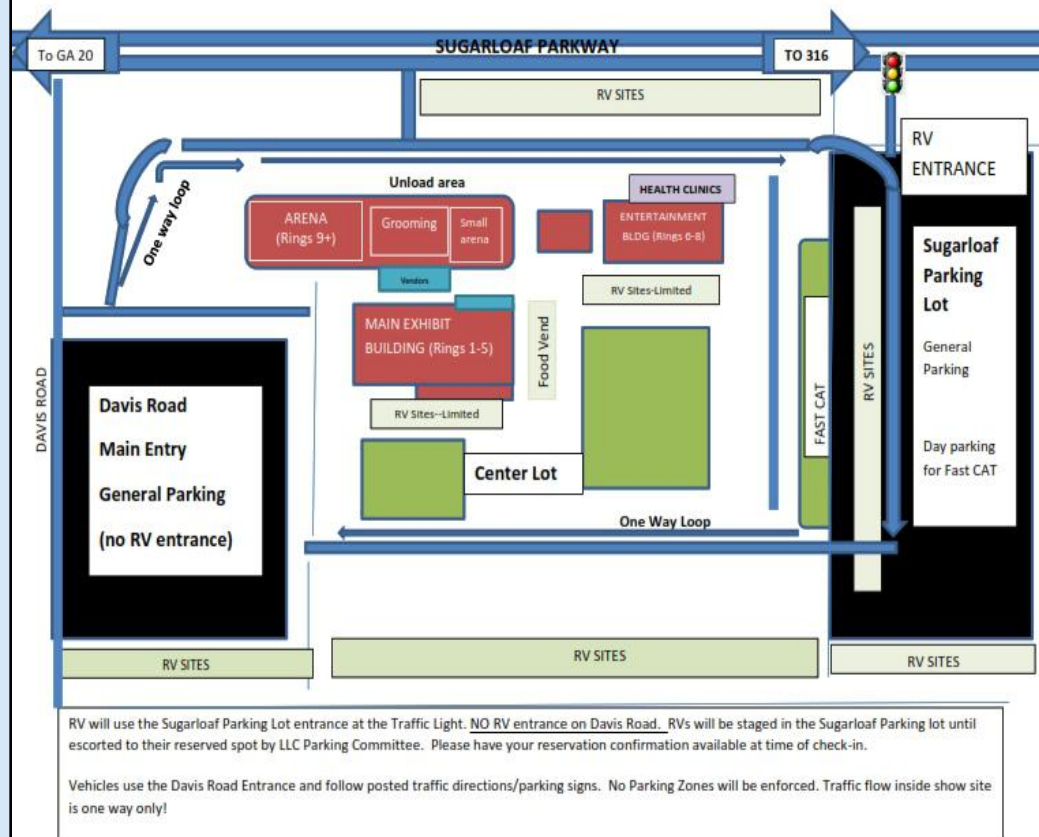 SUGARLOAF PARKWAY
To GA 20
TO 316
RV SITES
RV
ENTRANCE
One way loop
Unload area
HEALTH CLINICS
ARENA
(Rings 9+)
Grooming
Small
arena
ENTERTAINMENT
BLDG (Rings 6-8)
Vendors
RV Sites-Limited
MAIN EXHIBIT
BUILDING (Rings 1-5)
Food Vend
RV Sites--Limited
Center Lot
FAST CAT
RV SITES
Sugarloaf
Parking
Lot
General
Parking
Day parking
for Fast CAT
DAVIS ROAD
Davis Road
Main Entry
General Parking
(no RV entrance)
One Way Loop
RV SITES
RV SITES
RV SITES
RV will use the Sugarloaf Parking Lot entrance at the Traffic Light. NO RV entrance on Davis Road. RVs will be staged in the Sugarloaf Parking lot until
escorted to their reserved spot by LLC Parking Committee. Please have your reservation confirmation available at time of check-in.
Vehicles use the Davis Road Entrance and follow posted traffic directions/parking signs. No Parking Zones will be enforced. Traffic flow inside show site
is one way only!